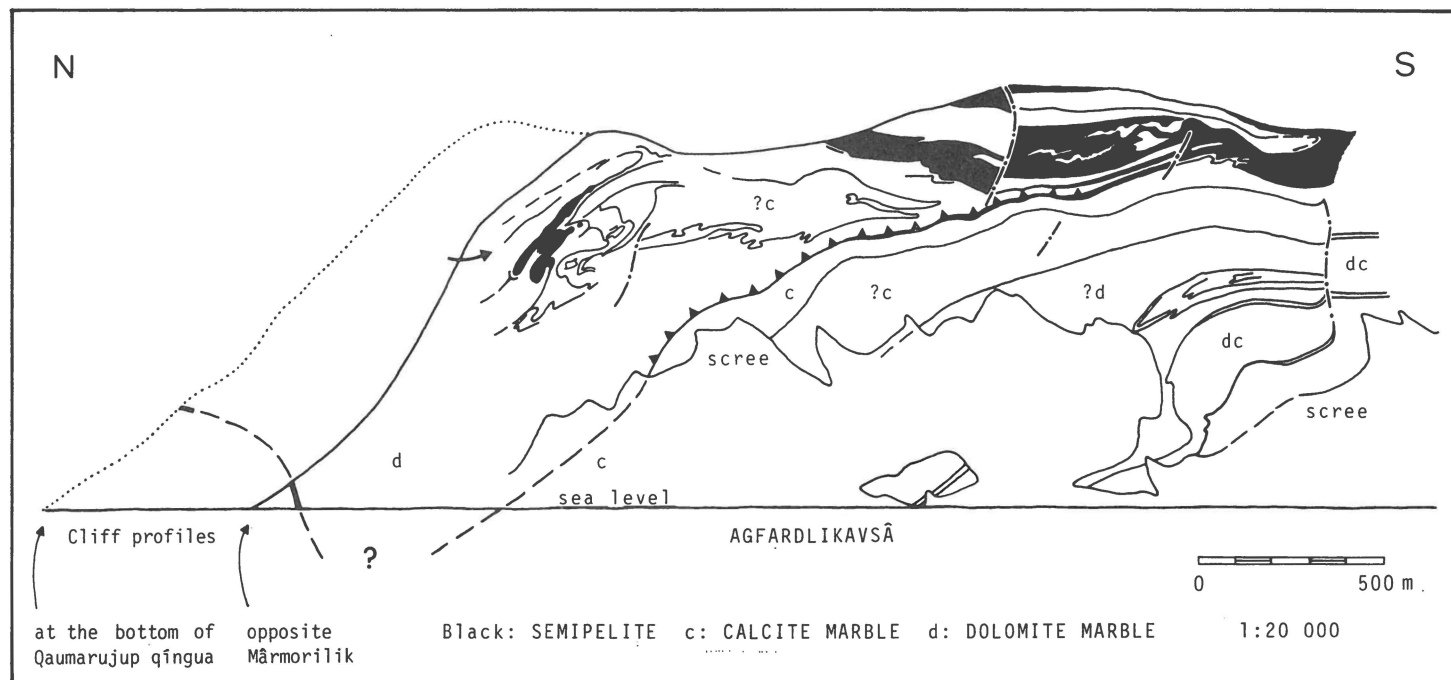 N
S
?c
dc
c
?c
?d
dc
scree
scree
d
c
sea level
Cliff profiles
AGFARDLIKAVSÂ
?
0 500 m
at the bottom of
Qaumarujup qíngua
opposite
Mârmorilik
Black: SEMIPELITE c: CALCITE MARBLE d: DOLOMITE MARBLE 1:20 000